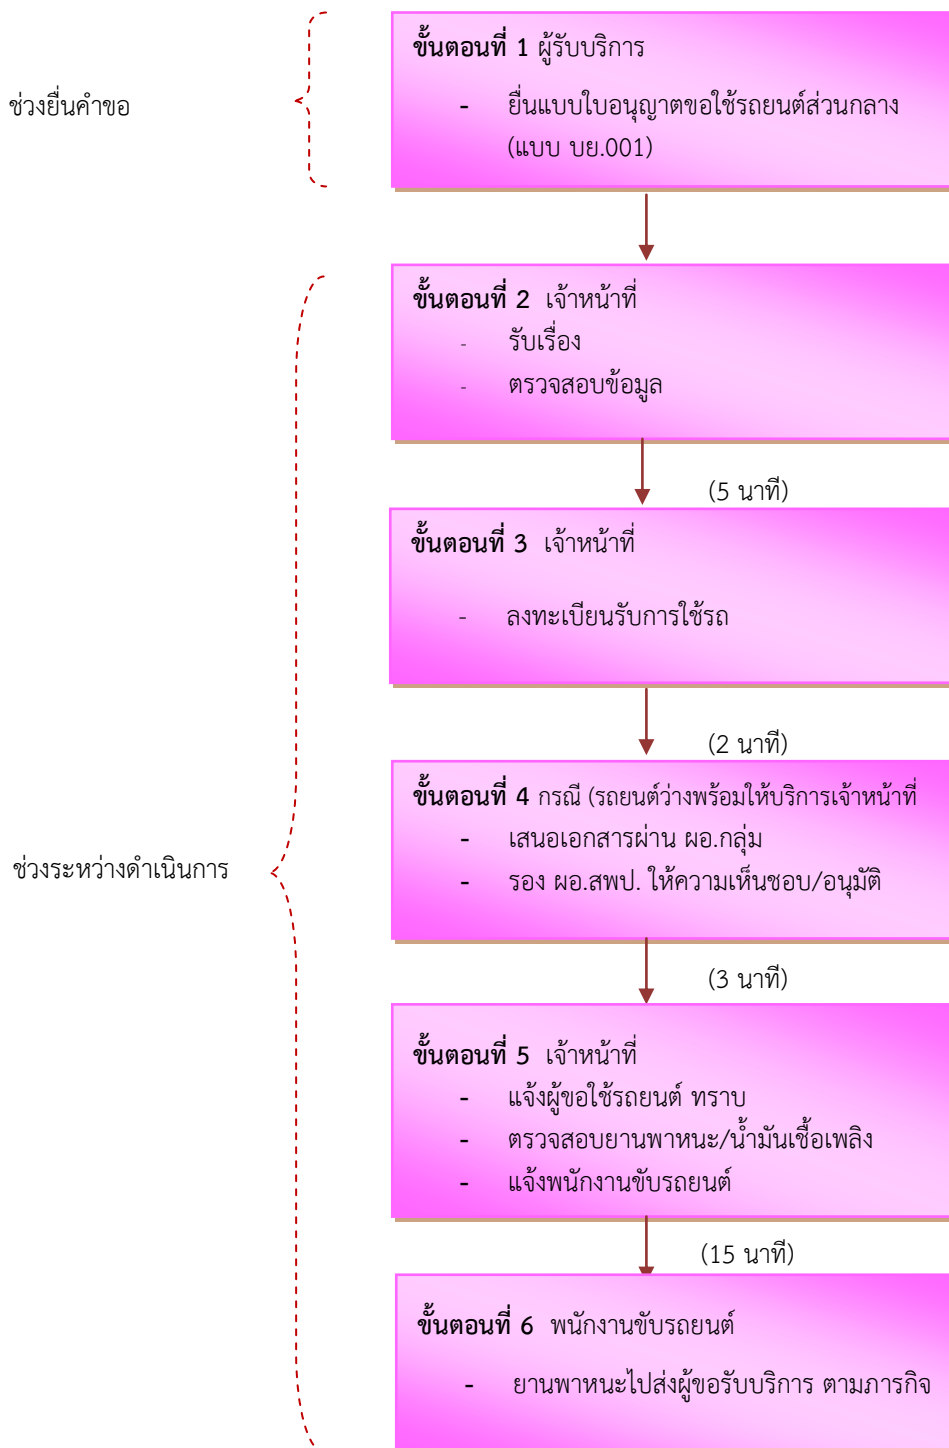 ขั้นตอนที่ 1 ผู้รับบริการ
ช่วงยื่นคำขอ
- ยื่นแบบใบอนุญาตขอใช้รถยนต์ส่วนกลาง
(แบบ บย.001)
ขั้นตอนที่ 2 เจ้าหน้าที่
- รับเรื่อง
- ตรวจสอบข้อมูล
(5 นาที)
ขั้นตอนที่ 3 เจ้าหน้าที่
- ลงทะเบียนรับการใช้รถ
(2 นาที)
ขั้นตอนที่ 4 กรณี (รถยนต์ว่างพร้อมให้บริการเจ้าหน้าที่
- เสนอเอกสารผ่าน ผอ.กลุ่ม
ช่วงระหว่างดำเนินการ
- รอง ผอ.สพป. ให้ความเห็นชอบ/อนุมัติ
(3 นาที)
ขั้นตอนที่ 5 เจ้าหน้าที่
- แจ้งผู้ขอใช้รถยนต์ ทราบ
- ตรวจสอบยานพาหนะ/น้ำมันเชื้อเพลิง
- แจ้งพนักงานขับรถยนต์
(15 นาที)
ขั้นตอนที่ 6 พนักงานขับรถยนต์
- ยานพาหนะไปส่งผู้ขอรับบริการ ตามภารกิจ